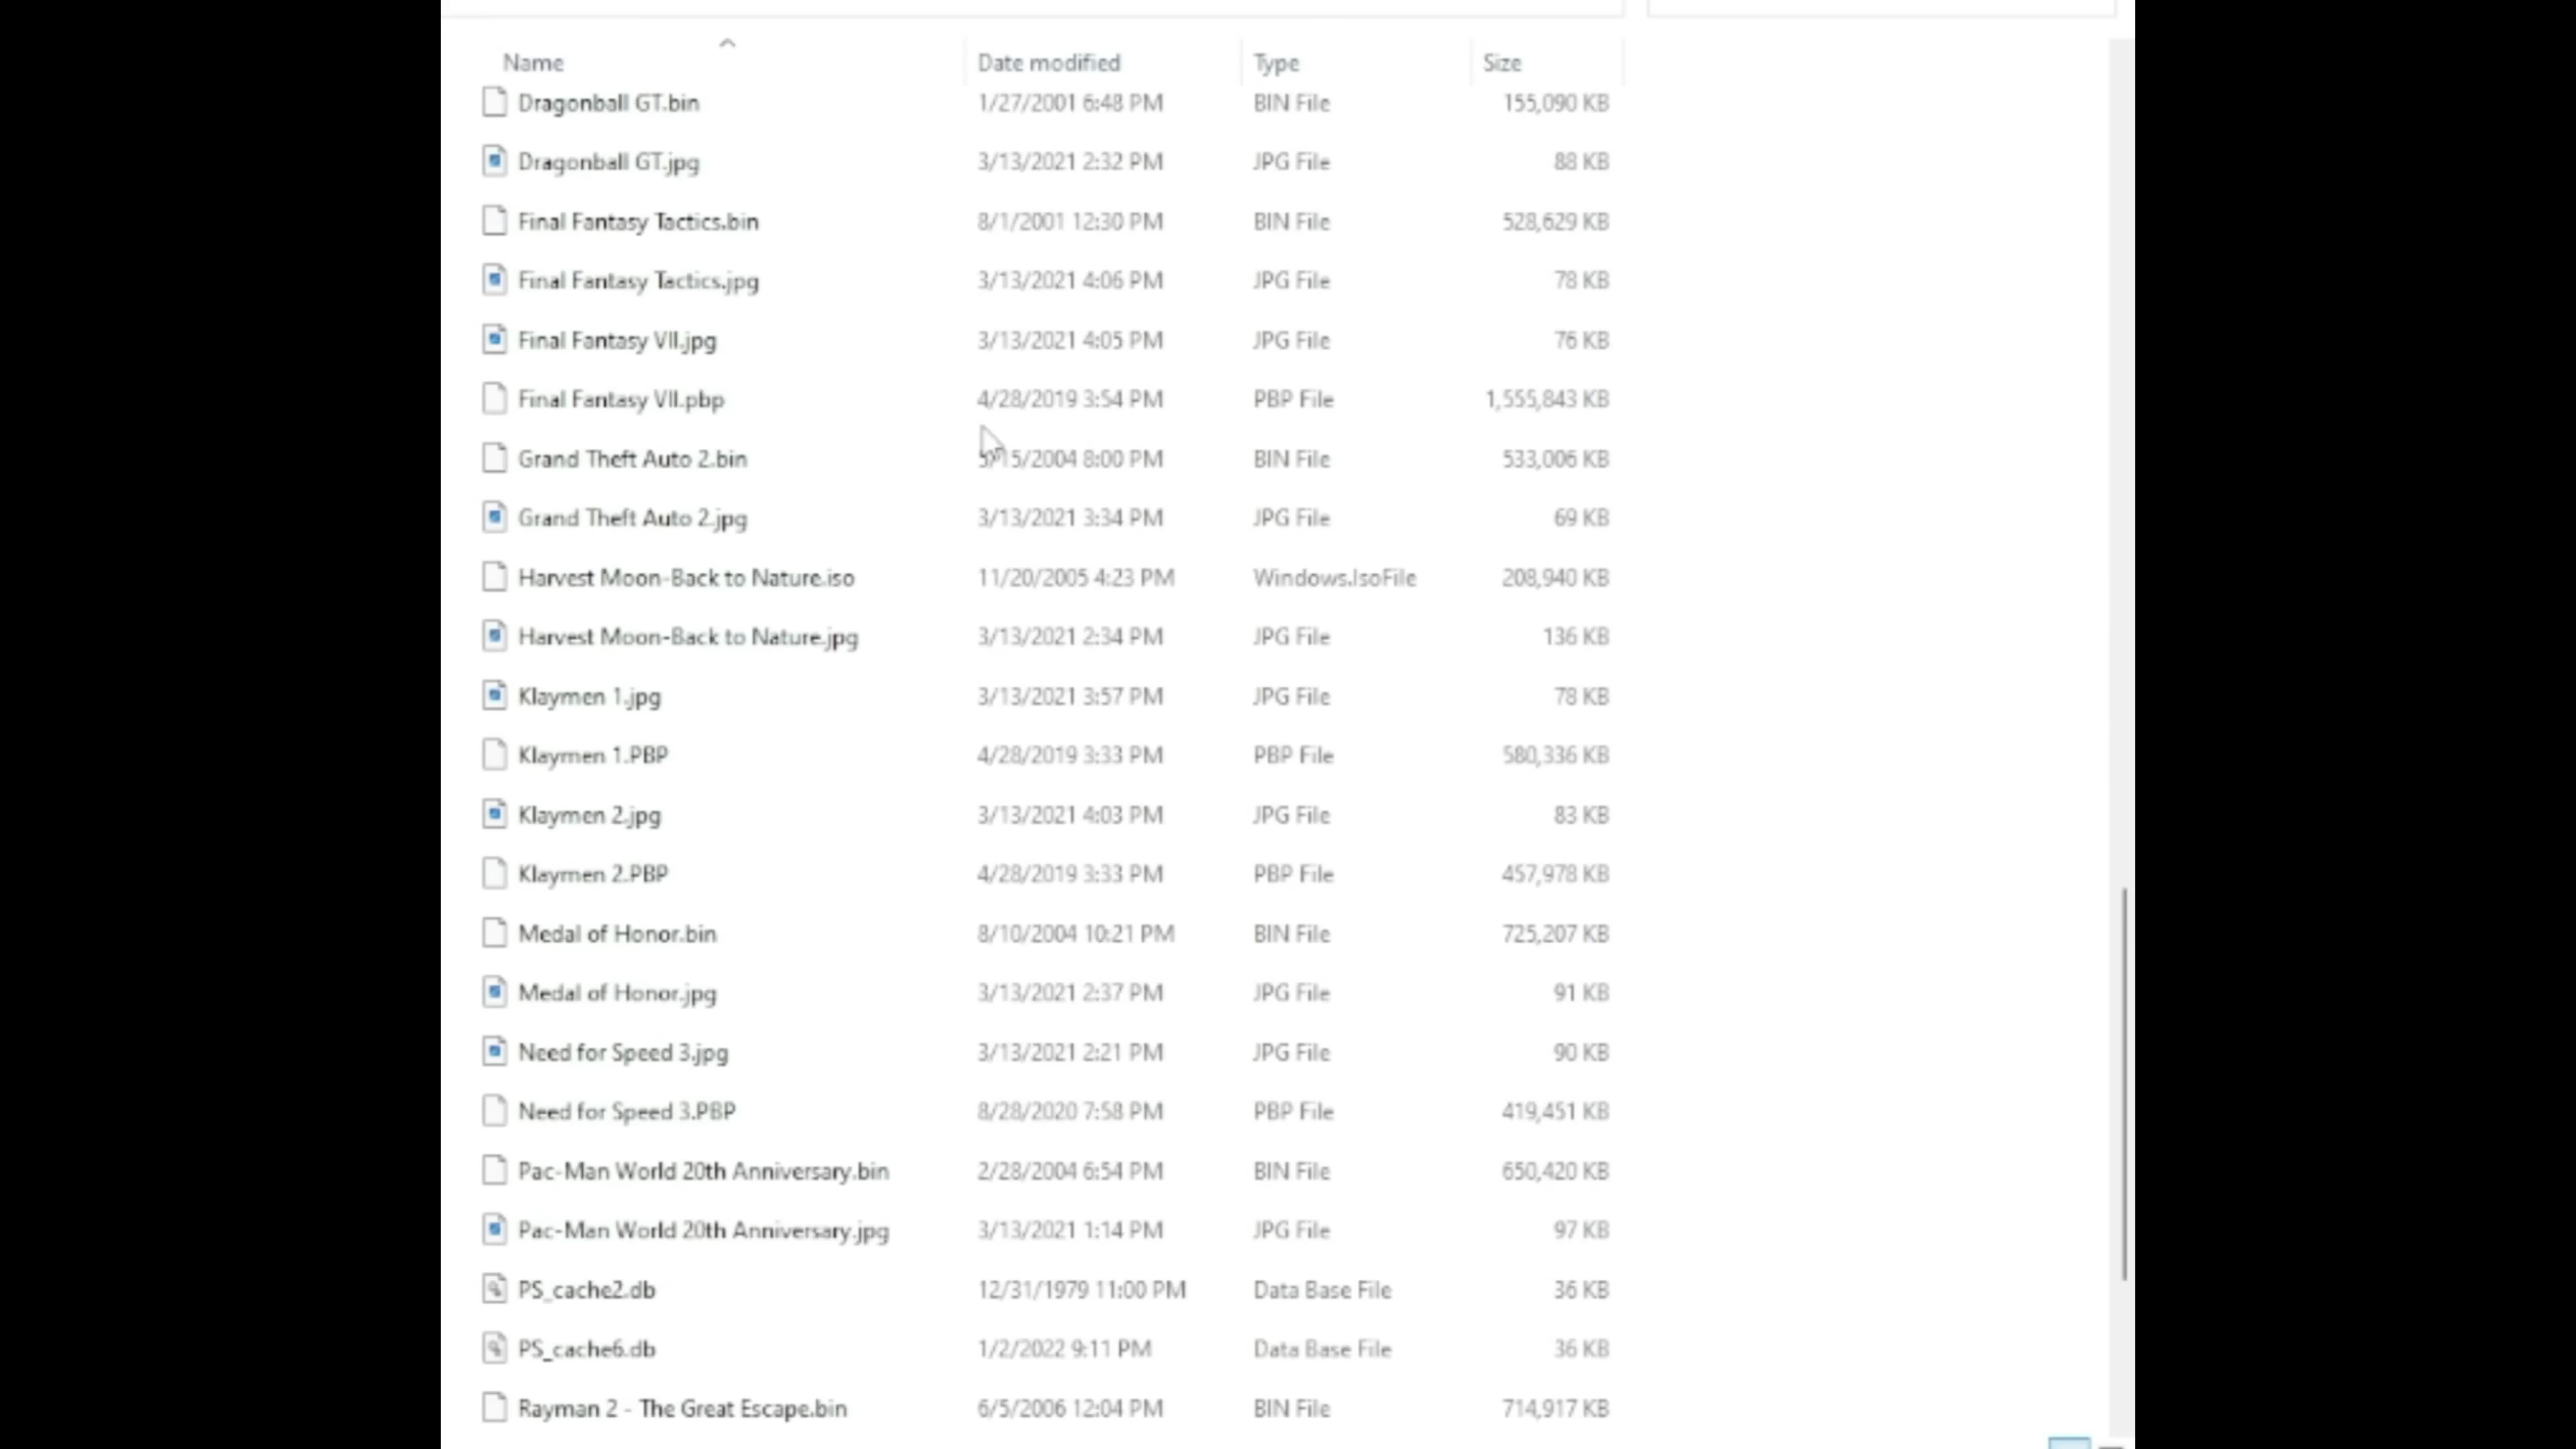 Name Date modified Type Size
Dragonball GT.bin 1/27/2001 6:48 PM BIN File 155,090 KB
Dragonball GT.jpg 3/13/2021 2:32 PM JPG File 88 KB
Final Fantasy Tactics.bin 8/1/2001 12:30 PM BIN File 528,629 KB
Final Fantasy Tactics.jpg 3/13/2021 4:06 PM JPG File 78 KB
Final Fantasy VII.jpg 3/13/2021 4:05 PM JPG File 76 KB
Final Fantasy VII.pbp 4/28/2019 3:54 PM PBP File 1,555,843 KB
Grand Theft Auto 2.bin 8:00 PM BIN File 533,006 KB
Grand Theft Auto 2.jpg 3/13/2021 3:34 PM JPG File 69 KB
Harvest Moon-Back to Nature.iso 11/20/2005 4:23 PM Windows.IsoFile 208,940 KB
Harvest Moon-Back to Nature.jpg 3/13/2021 2:34 PM JPG File 136 KB
Klaymen 1.jpg 3/13/2021 3:57 PM JPG File 78 KB
Klaymen 1.PBP 4/28/2019 3:33 PM PBP File 580,336 KB
Klaymen 2.jpg 3/13/2021 4:03 PM JPG File 83 KB
Klaymen 2.PBP 4/28/2019 3:33 PM PBP File 457,978 KB
Medal of Honor.bin 8/10/2004 10:21 PM BIN File 725,207 KB
Medal of Honor.jpg 3/13/2021 2:37 PM JPG File 91 KB
Need for Speed 3.jpg 3/13/2021 2:21 PM JPG File 90 KB
Need for Speed 3.PBP 8/28/2020 7:58 PM PBP File 419,451 KB
Pac-Man World 20th Anniversary.bin 2/28/2004 6:54 PM BIN File 650,420 KB
Pac-Man World 20th Anniversary.jpg 3/13/2021 1:14 PM JPG File 97 KB
PS_cache2.db 12/31/1979 11:00 PM Data Base File 36 KB
PS_cache6.db 1/2/2022 9:11 PM Data Base File 36 KB
Rayman 2 - The Great Escape.bin 6/5/2006 12:04 PM BIN File 714,917 KB